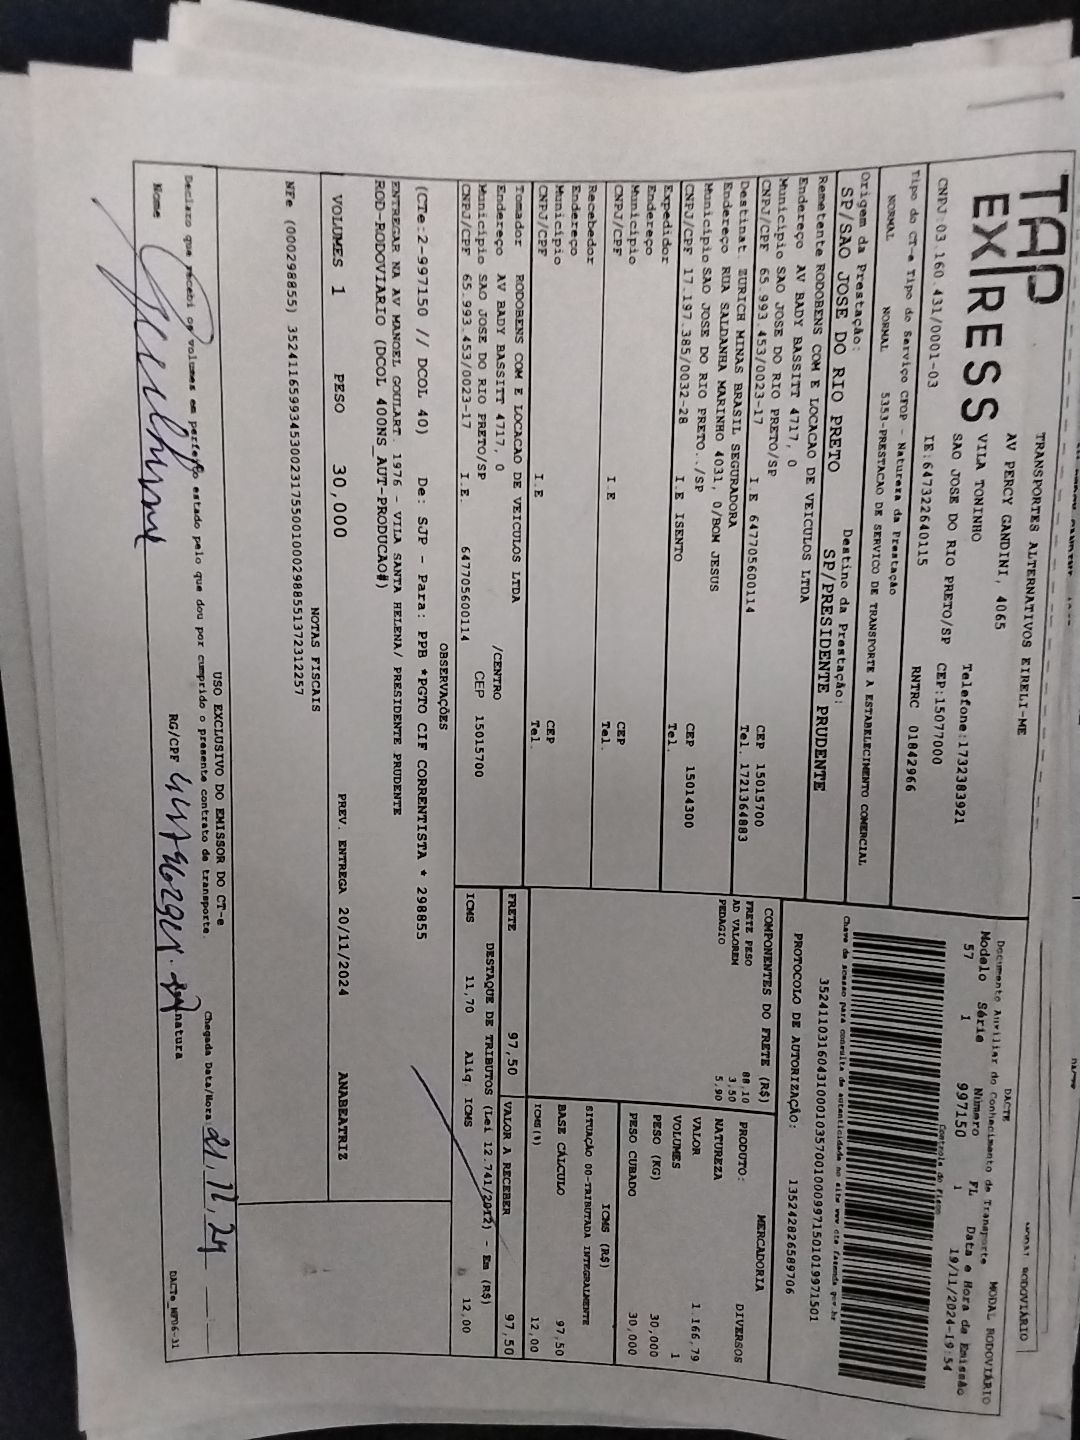 TAP
EXPRESS
TRANSPORTES ALTERNATIVOS EIRELI-ME
AV PERCY GANDINI, 4065
VILA TONINHO
SAO JOSE DO RIO PRETO/SP CEP:15077000
Telefone:1732383921
CNPJ:03.160.431/0001-03 IE:647322640115 RNTRC 01842966
Tipo do CT-e Tipo do Serviço CFOP - Natureza da Prestação
NORMAL NORMAL 5353-PRESTACAO DE SERVICO DE TRANSPORTE A ESTABELECIMENTO COMERCIAL
Origem da Prestação: Destino da Prestação:
SP/SAO JOSE DO RIO PRETO SP/PRESIDENTE PRUDENTE
DACTE MODAL RODOVIÁRIO
Documento Auxiliar do Conhecimento de Transporte
Modelo Série Número FL Data e Hora de Emissão
57 1 997150 1 19/11/2024-19:54
Controle do Fisco
Chave de acesso para consulta de autenticidade no site www.cte.fazenda.gov.br
PROTOCOLO DE AUTORIZAÇÃO: 135242826589706
Remetente RODOBENS COM E LOCACAO DE VEICULOS LTDA
Endereço AV BADY BASSITT 4717, 0
Município SAO JOSE DO RIO PRETO/SP CEP 15015700
CNPJ/CPF 65.993.453/0023-17 I.E 647705600114 Tel. 1721364883
Destinat. ZURICH MINAS BRASIL SEGURADORA
Endereço RUA SALDANHA MARINHO 4031, 0/BOM JESUS
Município SAO JOSE DO RIO PRETO../SP CEP 15014300
CNPJ/CPF 17.197.385/0032-28 I.E ISENTO Tel.
Expedidor
Endereço
Município CEP
CNPJ/CPF I.E Tel.
Recebedor
Endereço
Município CEP
CNPJ/CPF I.E Tel.
Tomador RODOBENS COM E LOCACAO DE VEICULOS LTDA
Endereço AV BADY BASSITT 4717, 0 /CENTRO
Município SAO JOSE DO RIO PRETO/SP CEP 15015700
CNPJ/CPF 65.993.453/0023-17 I.E. 647705600114
COMPONENTES DO FRETE (R$)
FRETE PESO 88,10
AD VALOREM 3,50
PEDAGIO 5,90
MERCADORIA
PRODUTO: DIVERSOS
NATUREZA
VALOR 1.166,79
VOLUMES 1
PESO (KG) 30,000
PESO CUBADO 30,000
ICMS (R$)
SITUAÇÃO 00-TRIBUTADA INTEGRALMENTE
BASE CÁLCULO 97,50
ICMS(%) 12,00
FRETE 97,50 VALOR A RECEBER 97,50
DESTAQUE DE TRIBUTOS (Lei 12.741/2012) - Em (R$)
ICMS 11,70 Aliq. ICMS 12,00
OBSERVAÇÕES
(CTe:2-997150 // DCOL 40) De: SJP - Para: PPB *PGTO CIF CORRENTISTA * 298855
ENTREGAR NA AV MANOEL GOULART. 1976 - VILA SANTA HELENA/ PRESIDENTE PRUDENTE
ROD-RODOVIARIO (DCOL 40ONS_AUT-PRODUCAO#)
VOLUMES 1 PESO 30,000 PREV. ENTREGA 20/11/2024 ANABEATRIZ
NOTAS FISCAIS
USO EXCLUSIVO DO EMISSOR DO CT-e
Declaro que recebi os volumes em perfeito estado pelo que dou por cumprido o presente contrato de transporte.
Chegada Data/Hora 21,11,24
Nome RG/CPF
DACTE
MODAL RODOVIÁRIO